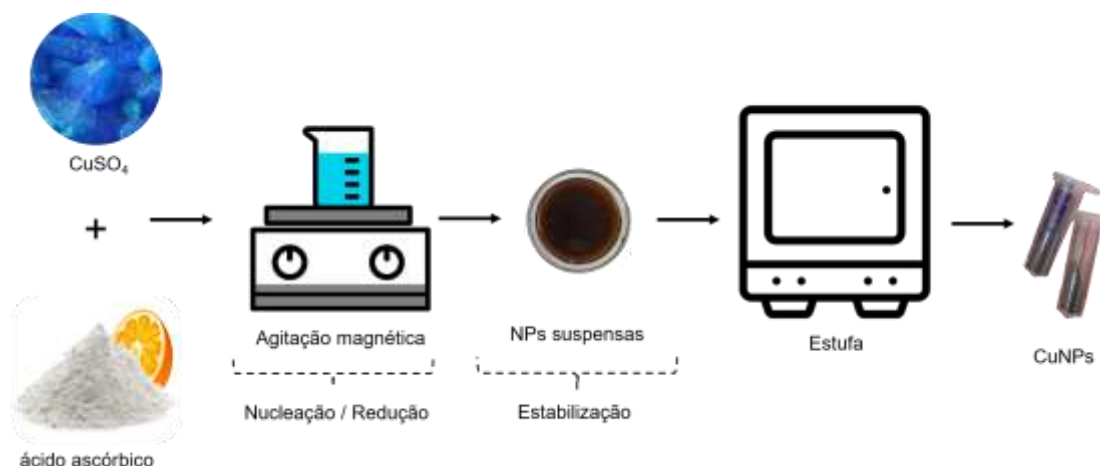 CuSO₄
+
ácido ascórbico
Agitação magnética
Nucleação / Redução
NPs suspensas
Estabilização
Estufa
CuNPs